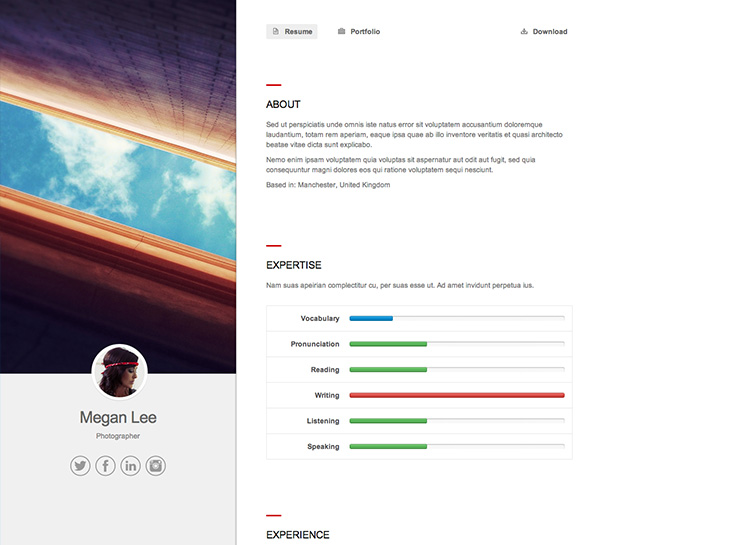 Resume
Portfolio
Download
ABOUT
Sed ut perspiciatis unde omnis iste natus error sit voluptatem accusantium doloremque
laudantium, totam rem aperiam, eaque ipsa quae ab illo inventore veritatis et quasi architecto
beatae vitae dicta sunt explicabo.
Nemo enim ipsam voluptatem quia voluptas sit aspernatur aut odit aut fugit, sed quia
consequuntur magni dolores eos qui ratione voluptatem sequi nesciunt.
Based in: Manchester, United Kingdom
EXPERTISE
Nam suas apeirian complectitur cu, per suas esse ut. Ad amet invidunt perpetua ius.
Vocabulary
Pronunciation
Reading
Writing
Listening
Speaking
EXPERIENCE
Megan Lee
Photographer